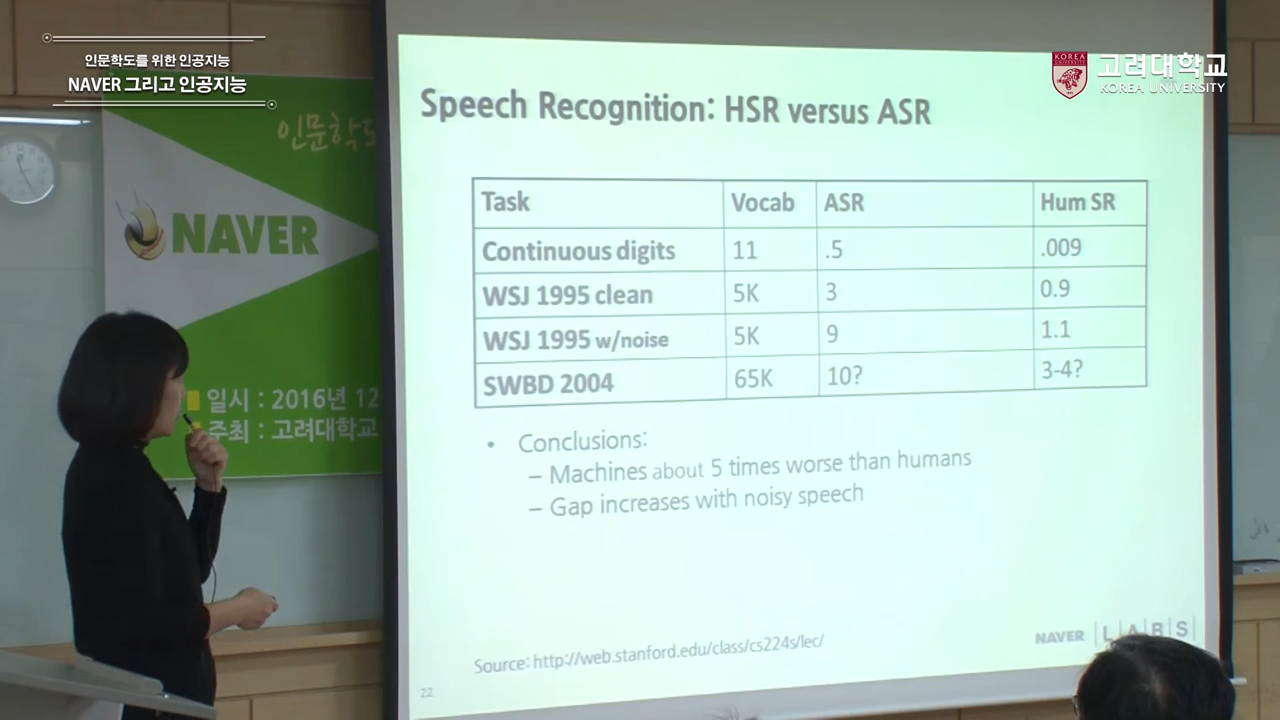 인문학도를 위한 인공지능
NAVER 그리고 인공지능
KOREA
UNIVERSITY
고려대학교
KOREA UNIVERSITY
인문학도
NAVER
일시 : 2016년 12
주최 : 고려대학교
Speech Recognition: HSR versus ASR
Task Vocab ASR Hum SR
Continuous digits 11 .5 .009
WSJ 1995 clean 5K 3 0.9
WSJ 1995 w/noise 5K 9 1.1
SWBD 2004 65K 10? 3-4?
• Conclusions:
– Machines about 5 times worse than humans
– Gap increases with noisy speech
Source: http://web.stanford.edu/class/cs224s/lec/
NAVER LABS
22